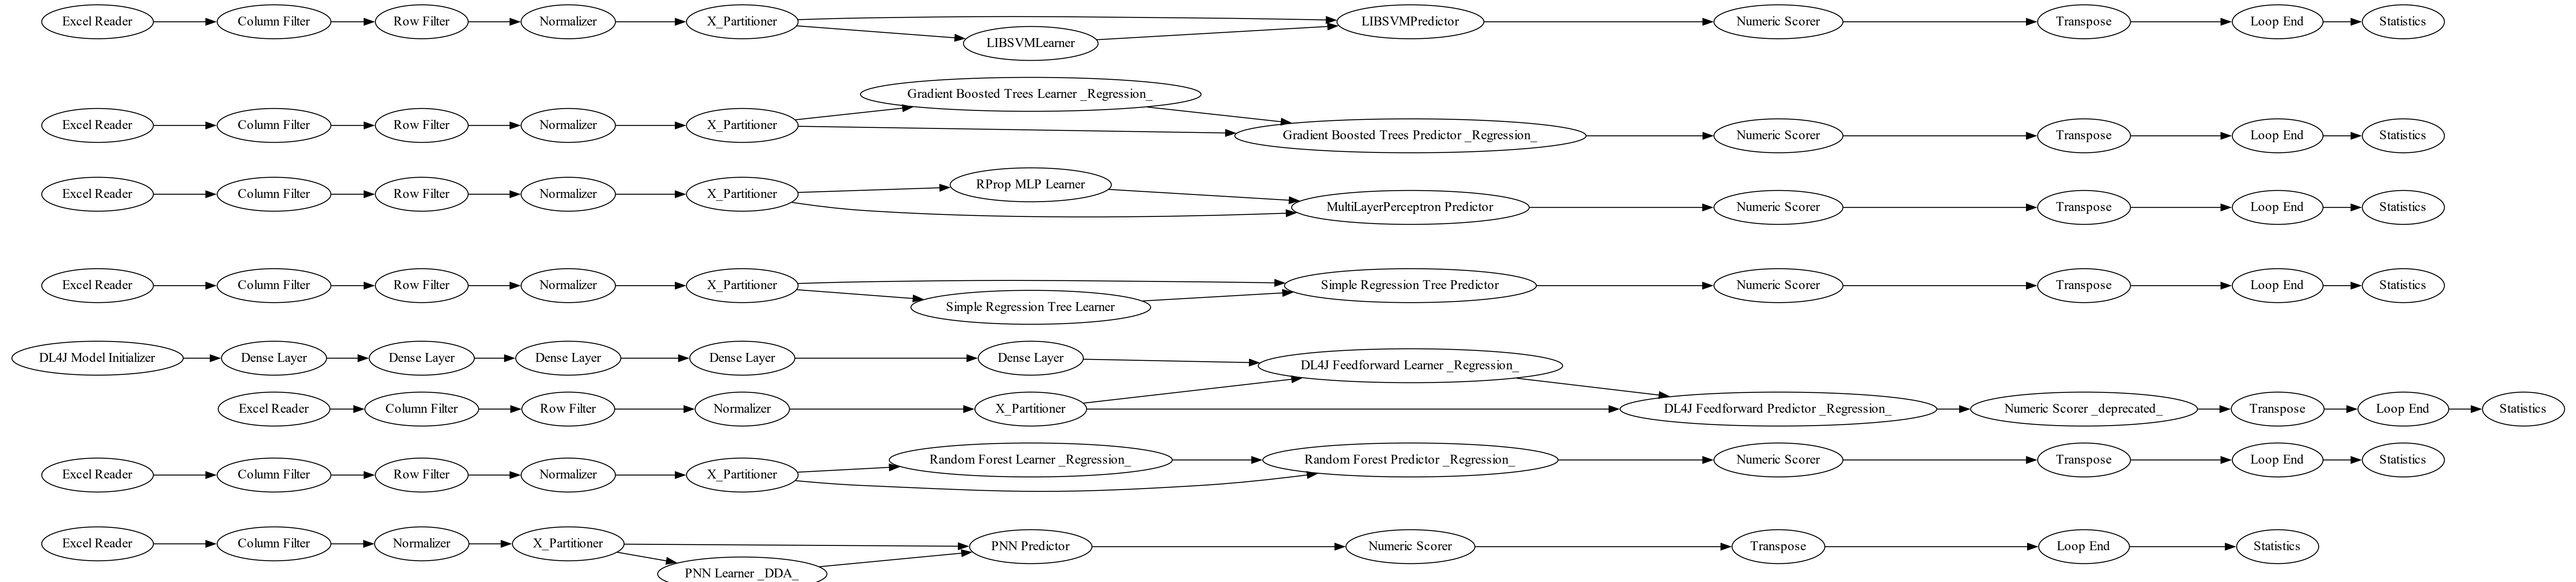 Excel Reader Column Filter Row Filter Normalizer X_Partitioner LIBSVMPredictor Numeric Scorer Transpose Loop End Statistics
LIBSVMLearner
Gradient Boosted Trees Learner _Regression_
Excel Reader Column Filter Row Filter Normalizer X_Partitioner Gradient Boosted Trees Predictor _Regression_ Numeric Scorer Transpose Loop End Statistics
RProp MLP Learner
Excel Reader Column Filter Row Filter Normalizer X_Partitioner MultiLayerPerceptron Predictor Numeric Scorer Transpose Loop End Statistics
Excel Reader Column Filter Row Filter Normalizer X_Partitioner Simple Regression Tree Predictor Numeric Scorer Transpose Loop End Statistics
Simple Regression Tree Learner
DL4J Model Initializer Dense Layer Dense Layer Dense Layer Dense Layer Dense Layer DL4J Feedforward Learner _Regression_
Excel Reader Column Filter Row Filter Normalizer X_Partitioner DL4J Feedforward Predictor _Regression_ Numeric Scorer _deprecated_ Transpose Loop End Statistics
Random Forest Learner _Regression_ Random Forest Predictor _Regression_
Excel Reader Column Filter Row Filter Normalizer X_Partitioner Numeric Scorer Transpose Loop End Statistics
Excel Reader Column Filter Normalizer X_Partitioner PNN Predictor Numeric Scorer Transpose Loop End Statistics
PNN Learner _DDA_